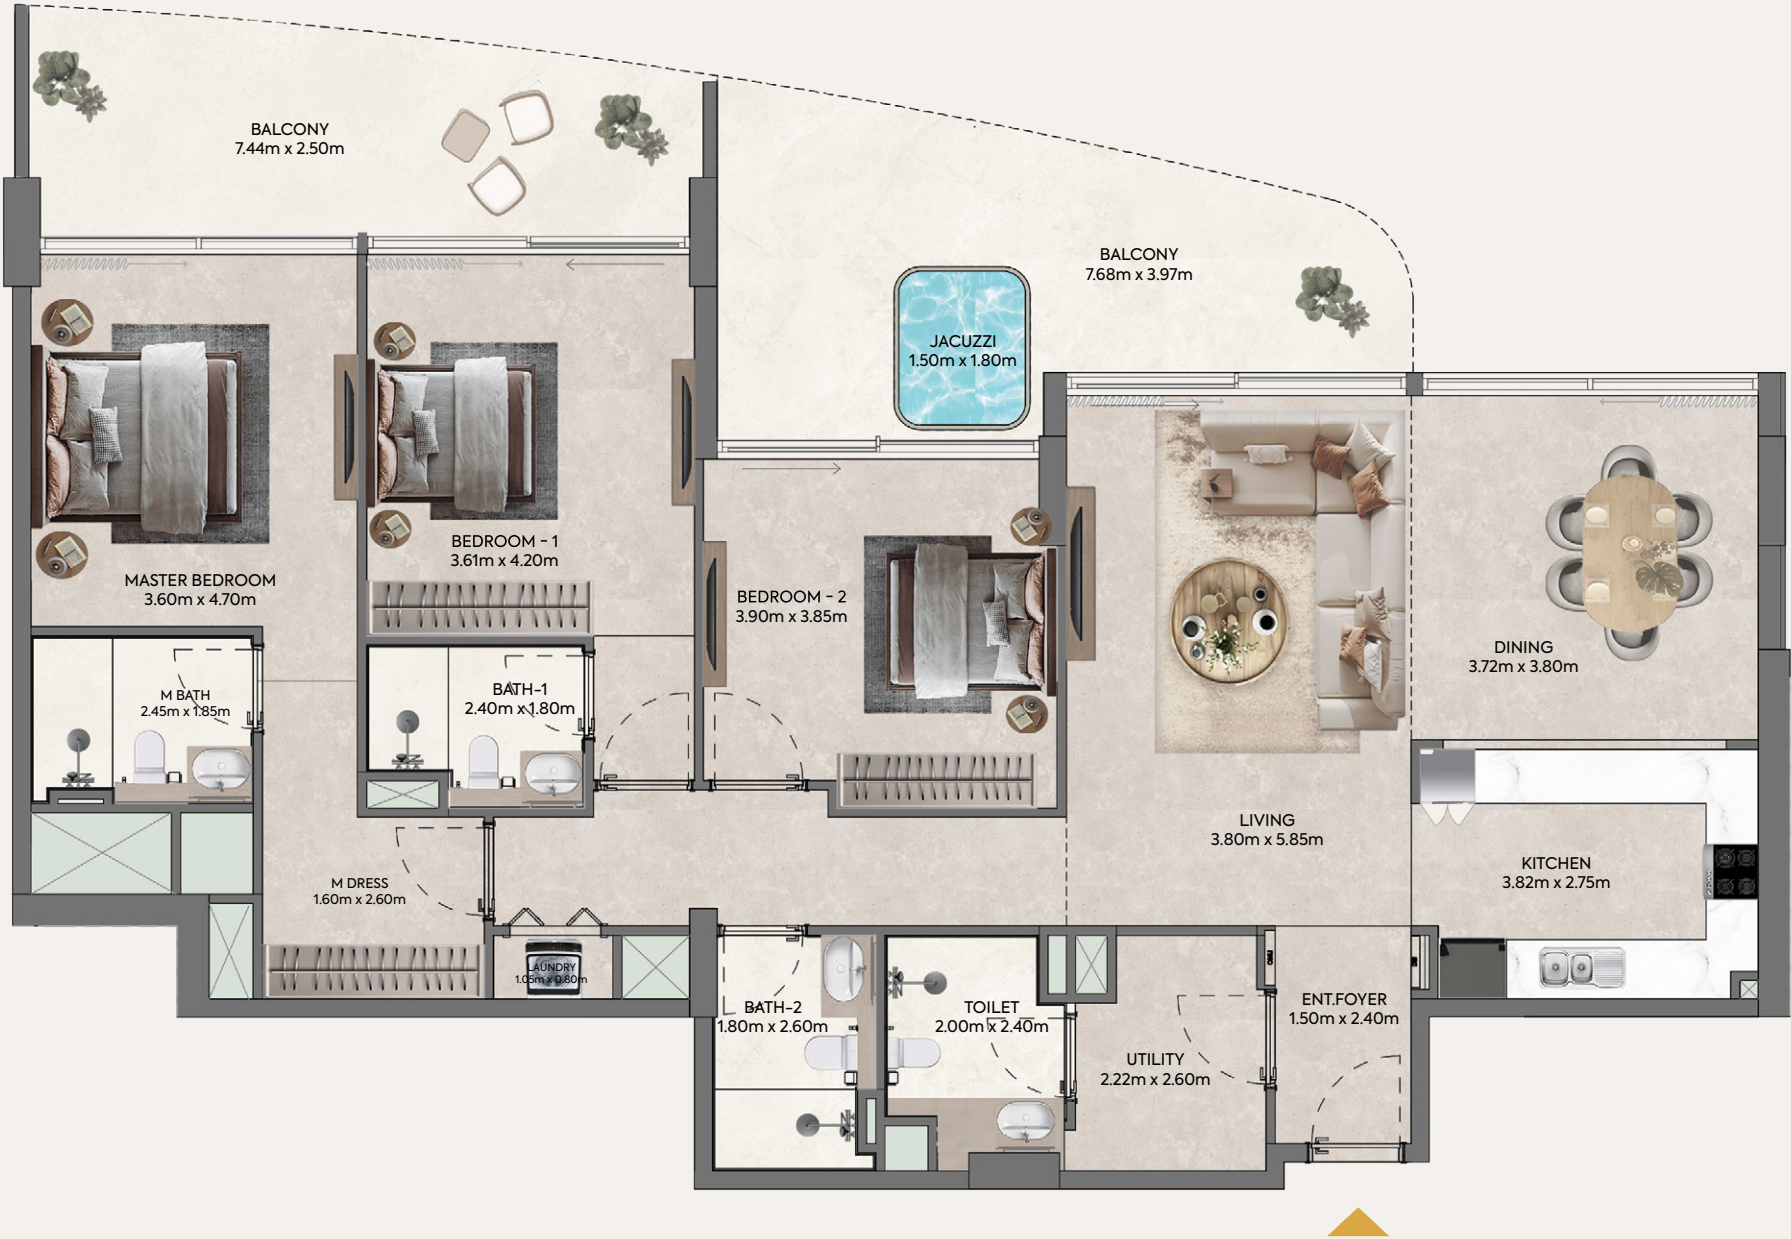 BALCONY
7.44m x 2.50m
BALCONY
7.68m x 3.97m
JACUZZI
1.50m x 1.80m
BEDROOM - 1
3.61m x 4.20m
MASTER BEDROOM
3.60m x 4.70m
BEDROOM - 2
3.90m x 3.85m
DINING
3.72m x 3.80m
M BATH
2.45m x 1.85m
BATH-1
2.40m x 1.80m
LIVING
3.80m x 5.85m
KITCHEN
3.82m x 2.75m
M DRESS
1.60m x 2.60m
LAUNDRY
1.05m x 0.80m
BATH-2
1.80m x 2.60m
TOILET
2.00m x 2.40m
ENT.FOYER
1.50m x 2.40m
UTILITY
2.22m x 2.60m